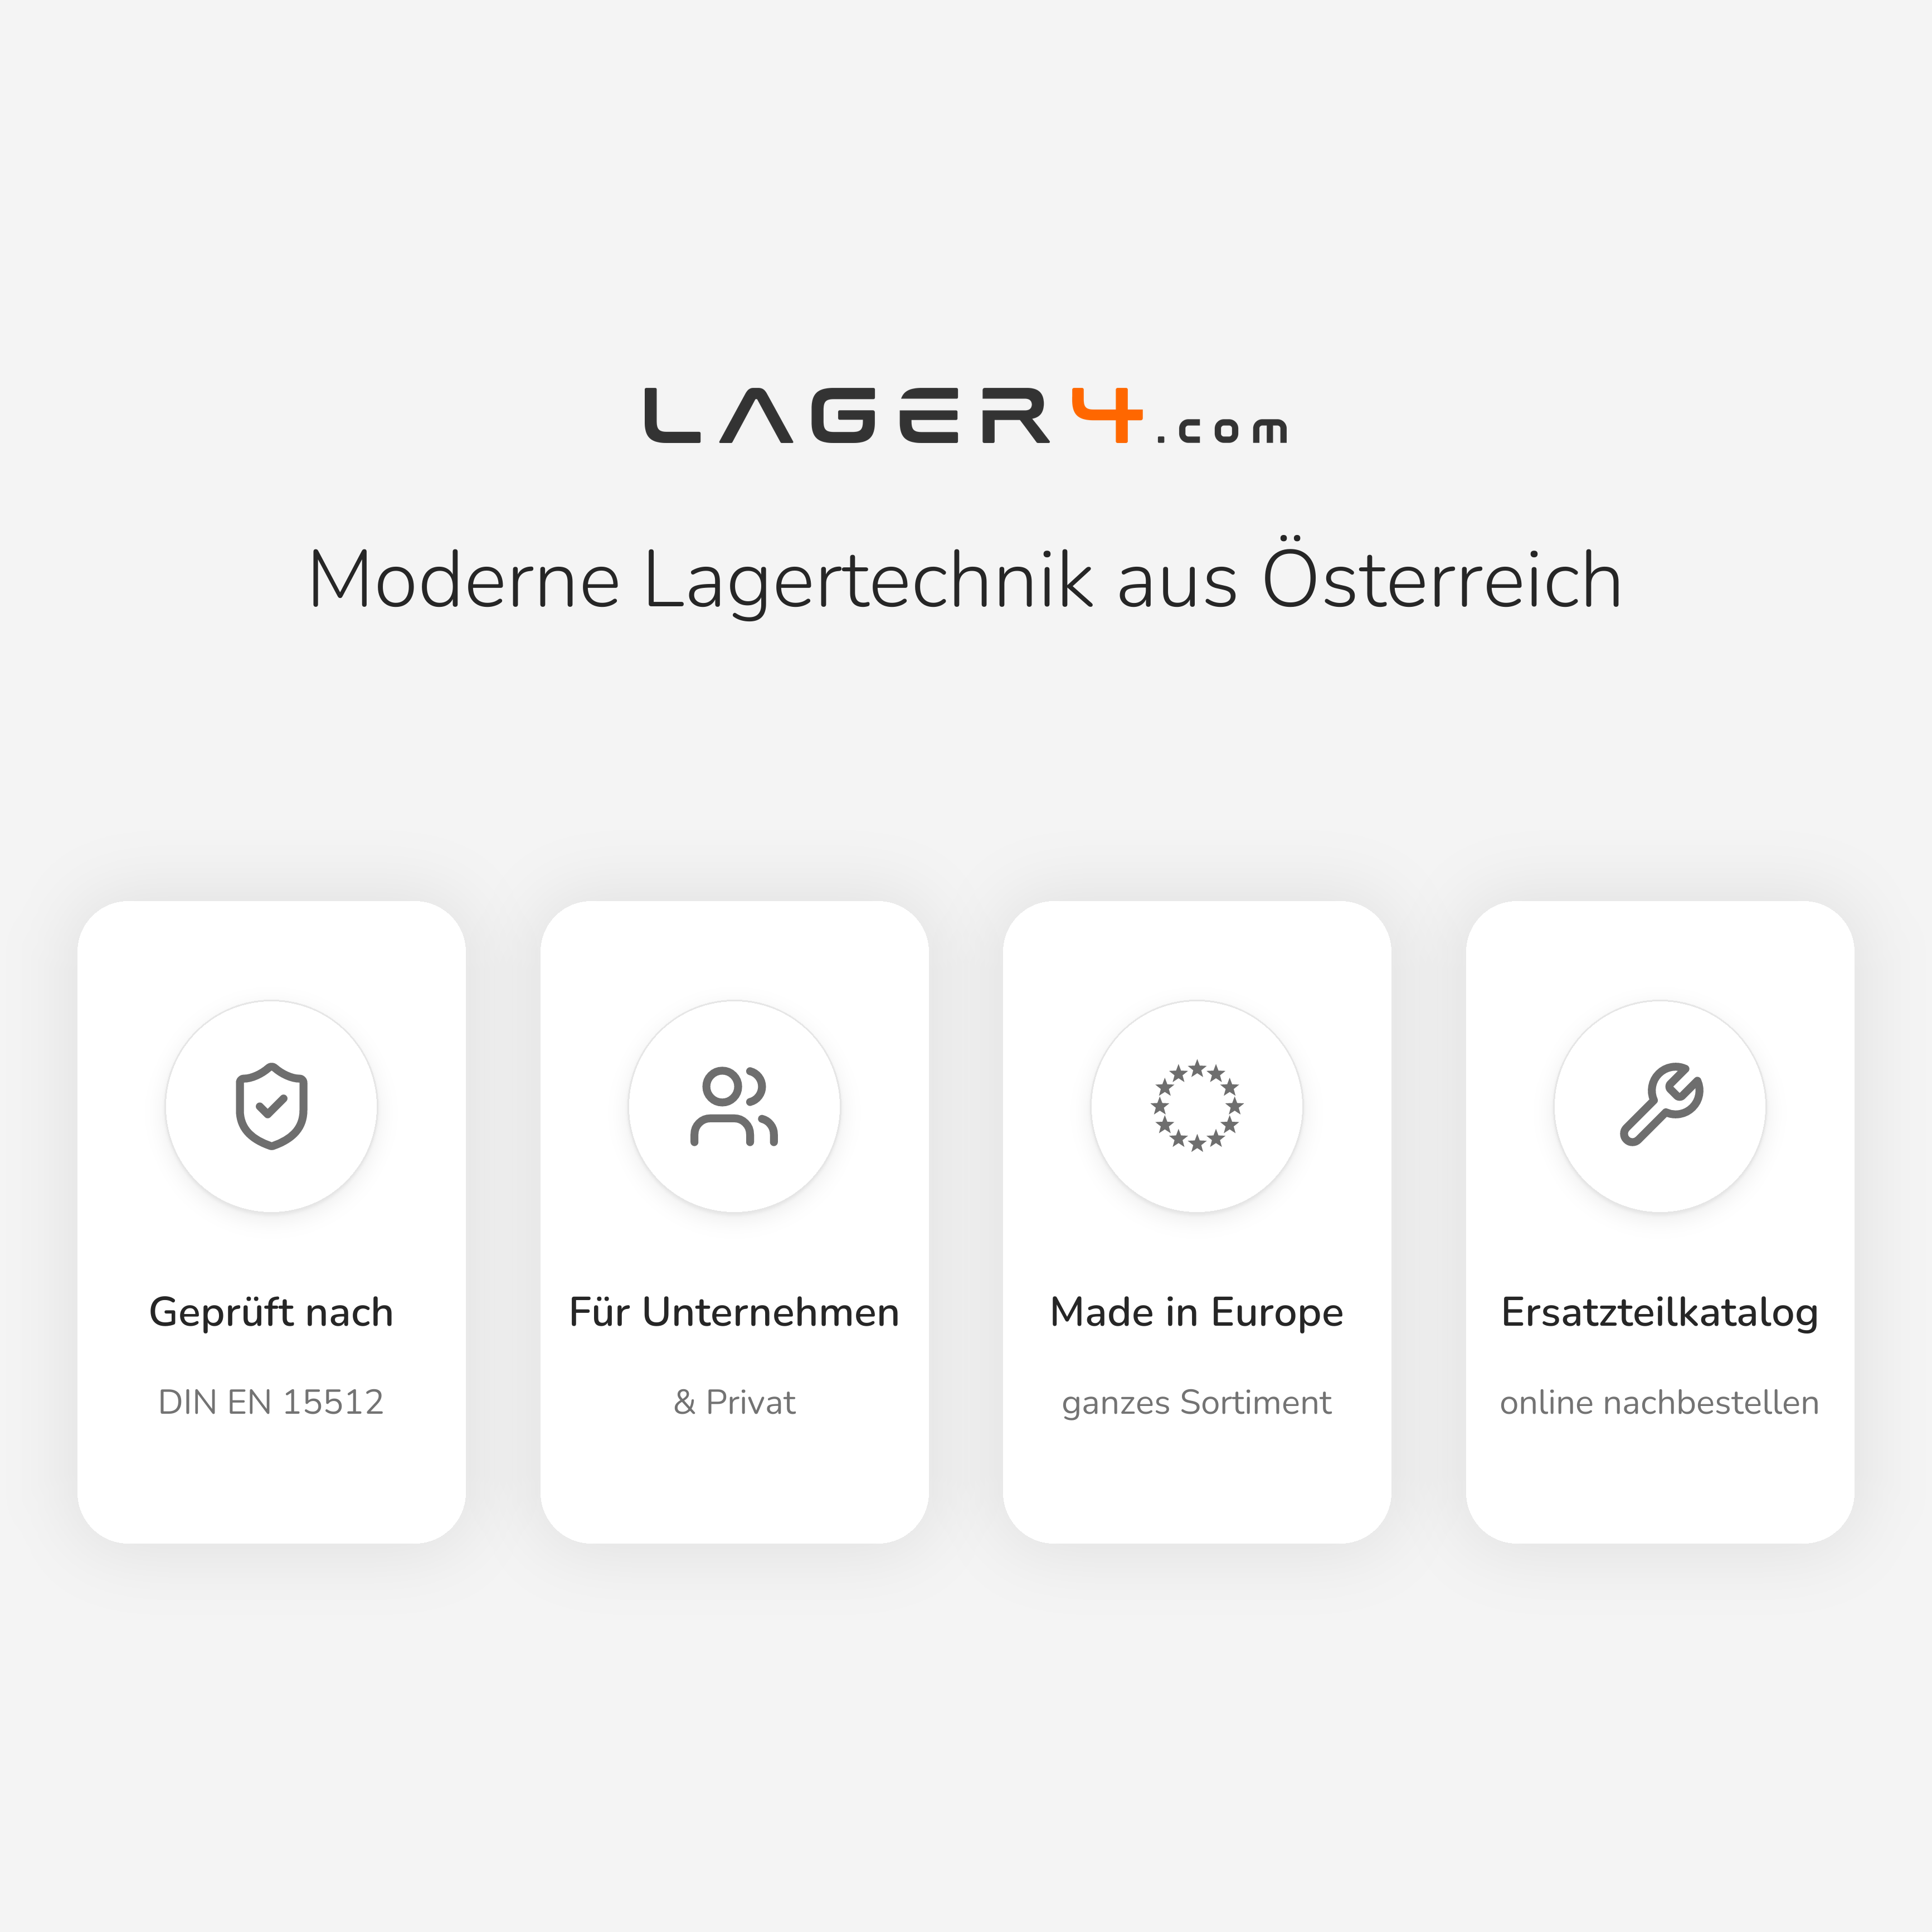 LAGER4.com
Moderne Lagertechnik aus Österreich
Geprüft nach
DIN EN 15512
Für Unternehmen
& Privat
Made in Europe
ganzes Sortiment
Ersatzteilkatalog
online nachbestellen